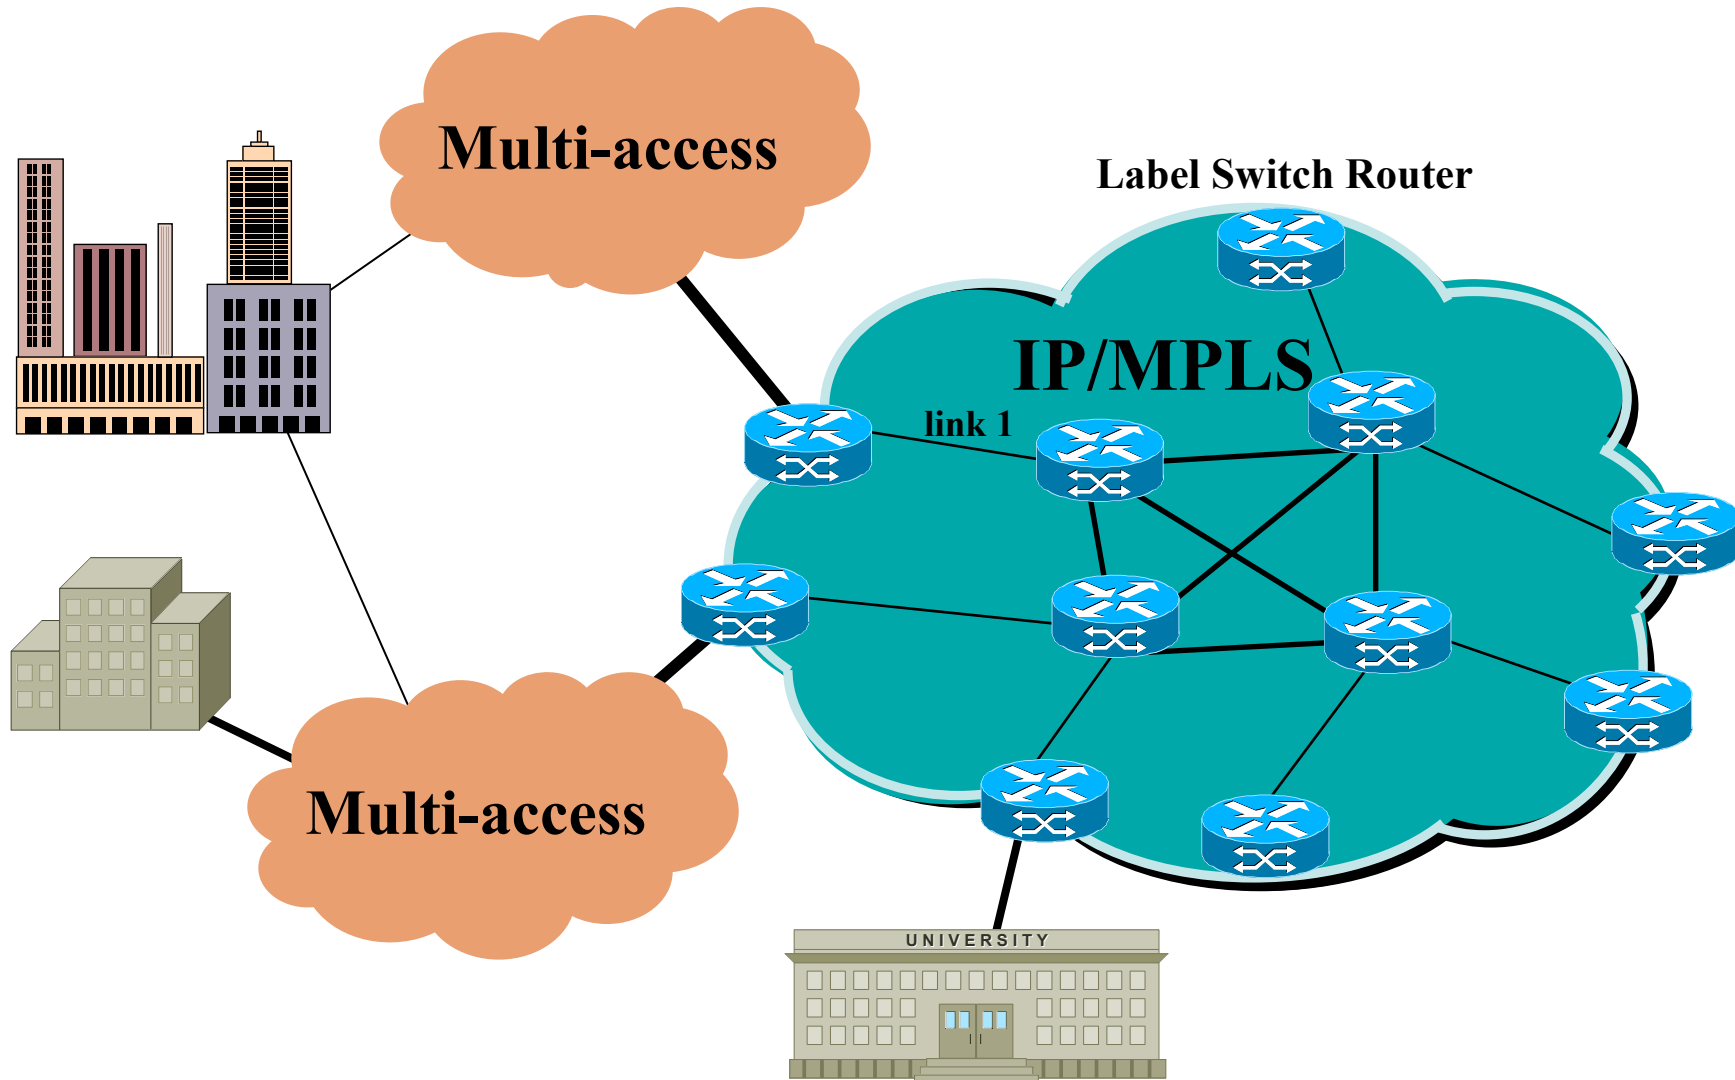 Multi-access
Label Switch Router
IP/MPLS
link 1
Multi-access
UNIVERSITY